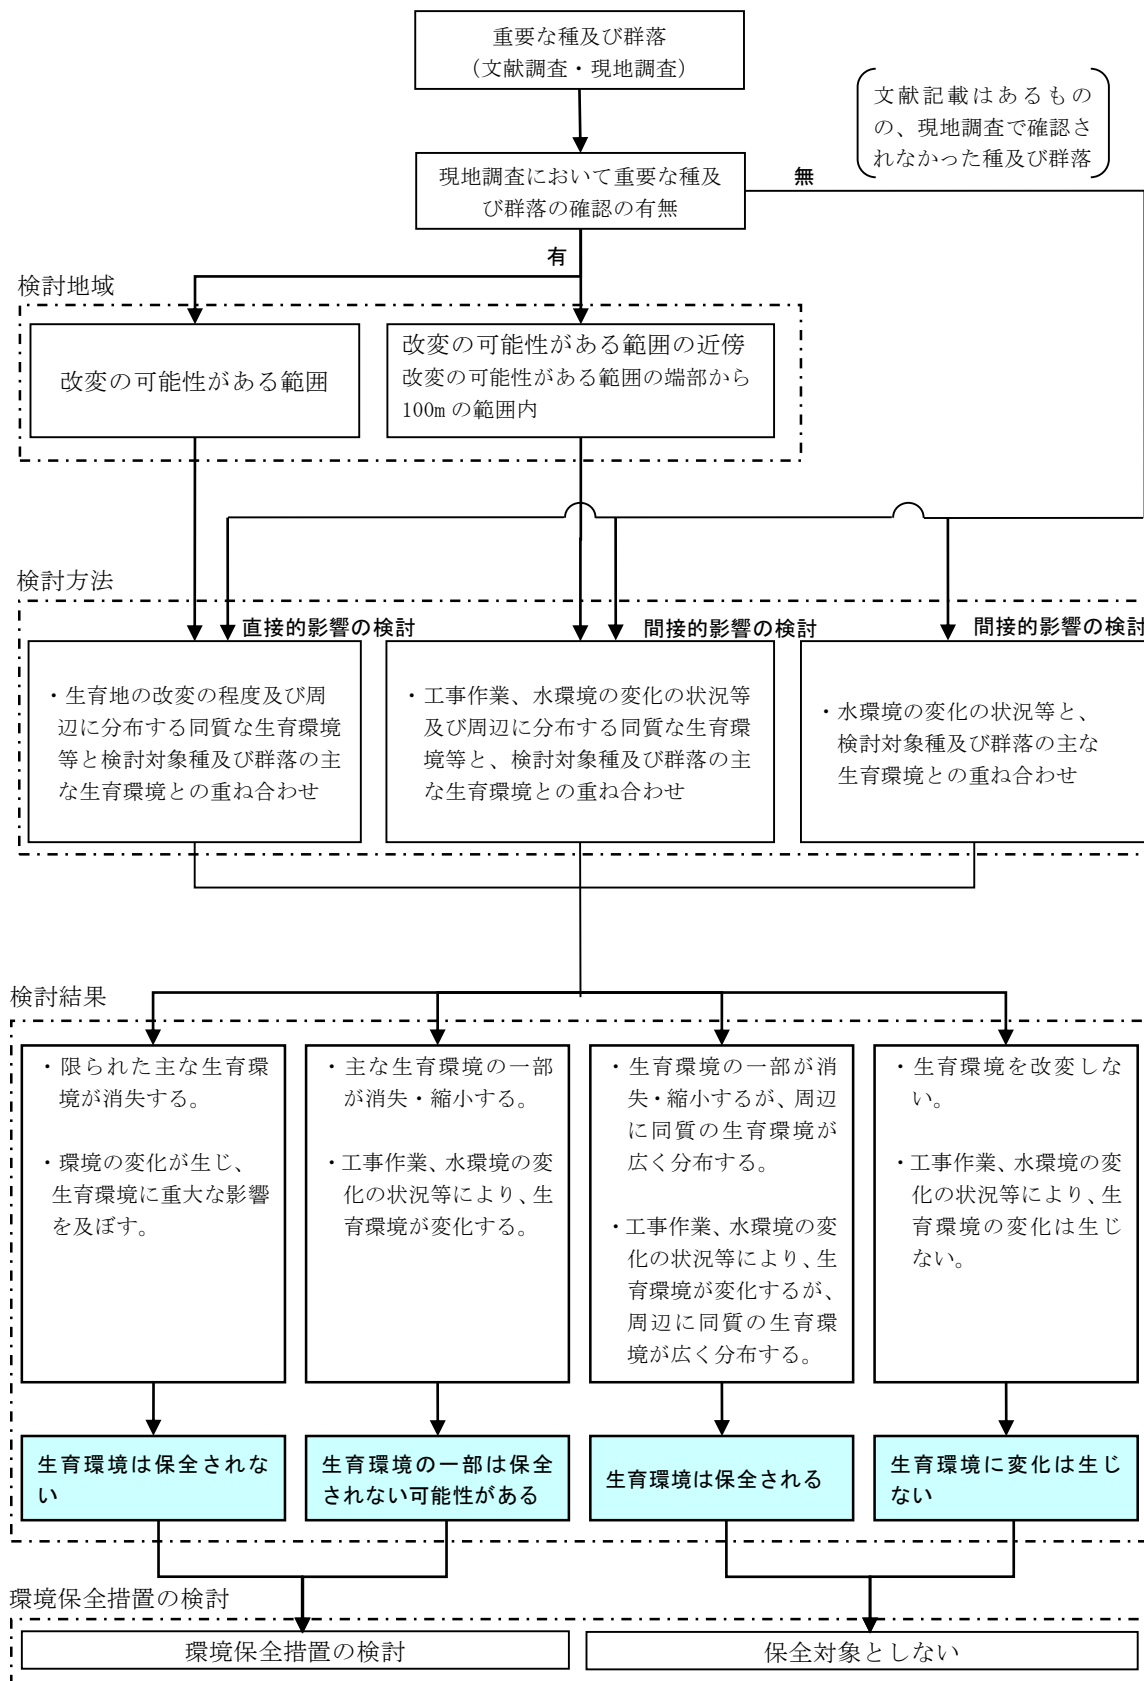 重要な種及び群落
（文献調査・現地調査）
文献記載はあるもの
の、現地調査で確認さ
れなかった種及び群落
現地調査において重要な種及
び群落の確認の有無
無
有
検討地域
改変の可能性がある範囲
改変の可能性がある範囲の近傍
改変の可能性がある範囲の端部から
100m の範囲内
検討方法
直接的影響の検討
間接的影響の検討
間接的影響の検討
・生育地の改変の程度及び周
辺に分布する同質な生育環境
等と検討対象種及び群落の主
な生育環境との重ね合わせ
・工事作業、水環境の変化の状況等
及び周辺に分布する同質な生育環
境等と、検討対象種及び群落の主
な生育環境との重ね合わせ
・水環境の変化の状況等と、
検討対象種及び群落の主な
生育環境との重ね合わせ
検討結果
・限られた主な生育環
境が消失する。
・環境の変化が生じ、
生育環境に重大な影響
を及ぼす。
・主な生育環境の一部
が消失・縮小する。
・工事作業、水環境の変
化の状況等により、生
育環境が変化する。
・生育環境の一部が消
失・縮小するが、周辺
に同質の生育環境が
広く分布する。
・工事作業、水環境の変
化の状況等により、生
育環境が変化するが、
周辺に同質の生育環
境が広く分布する。
・生育環境を改変しな
い。
・工事作業、水環境の変
化の状況等により、生
育環境の変化は生じ
ない。
生育環境は保全されな
い
生育環境の一部は保全
されない可能性がある
生育環境は保全される
生育環境に変化は生じ
ない
環境保全措置の検討
環境保全措置の検討
保全対象としない